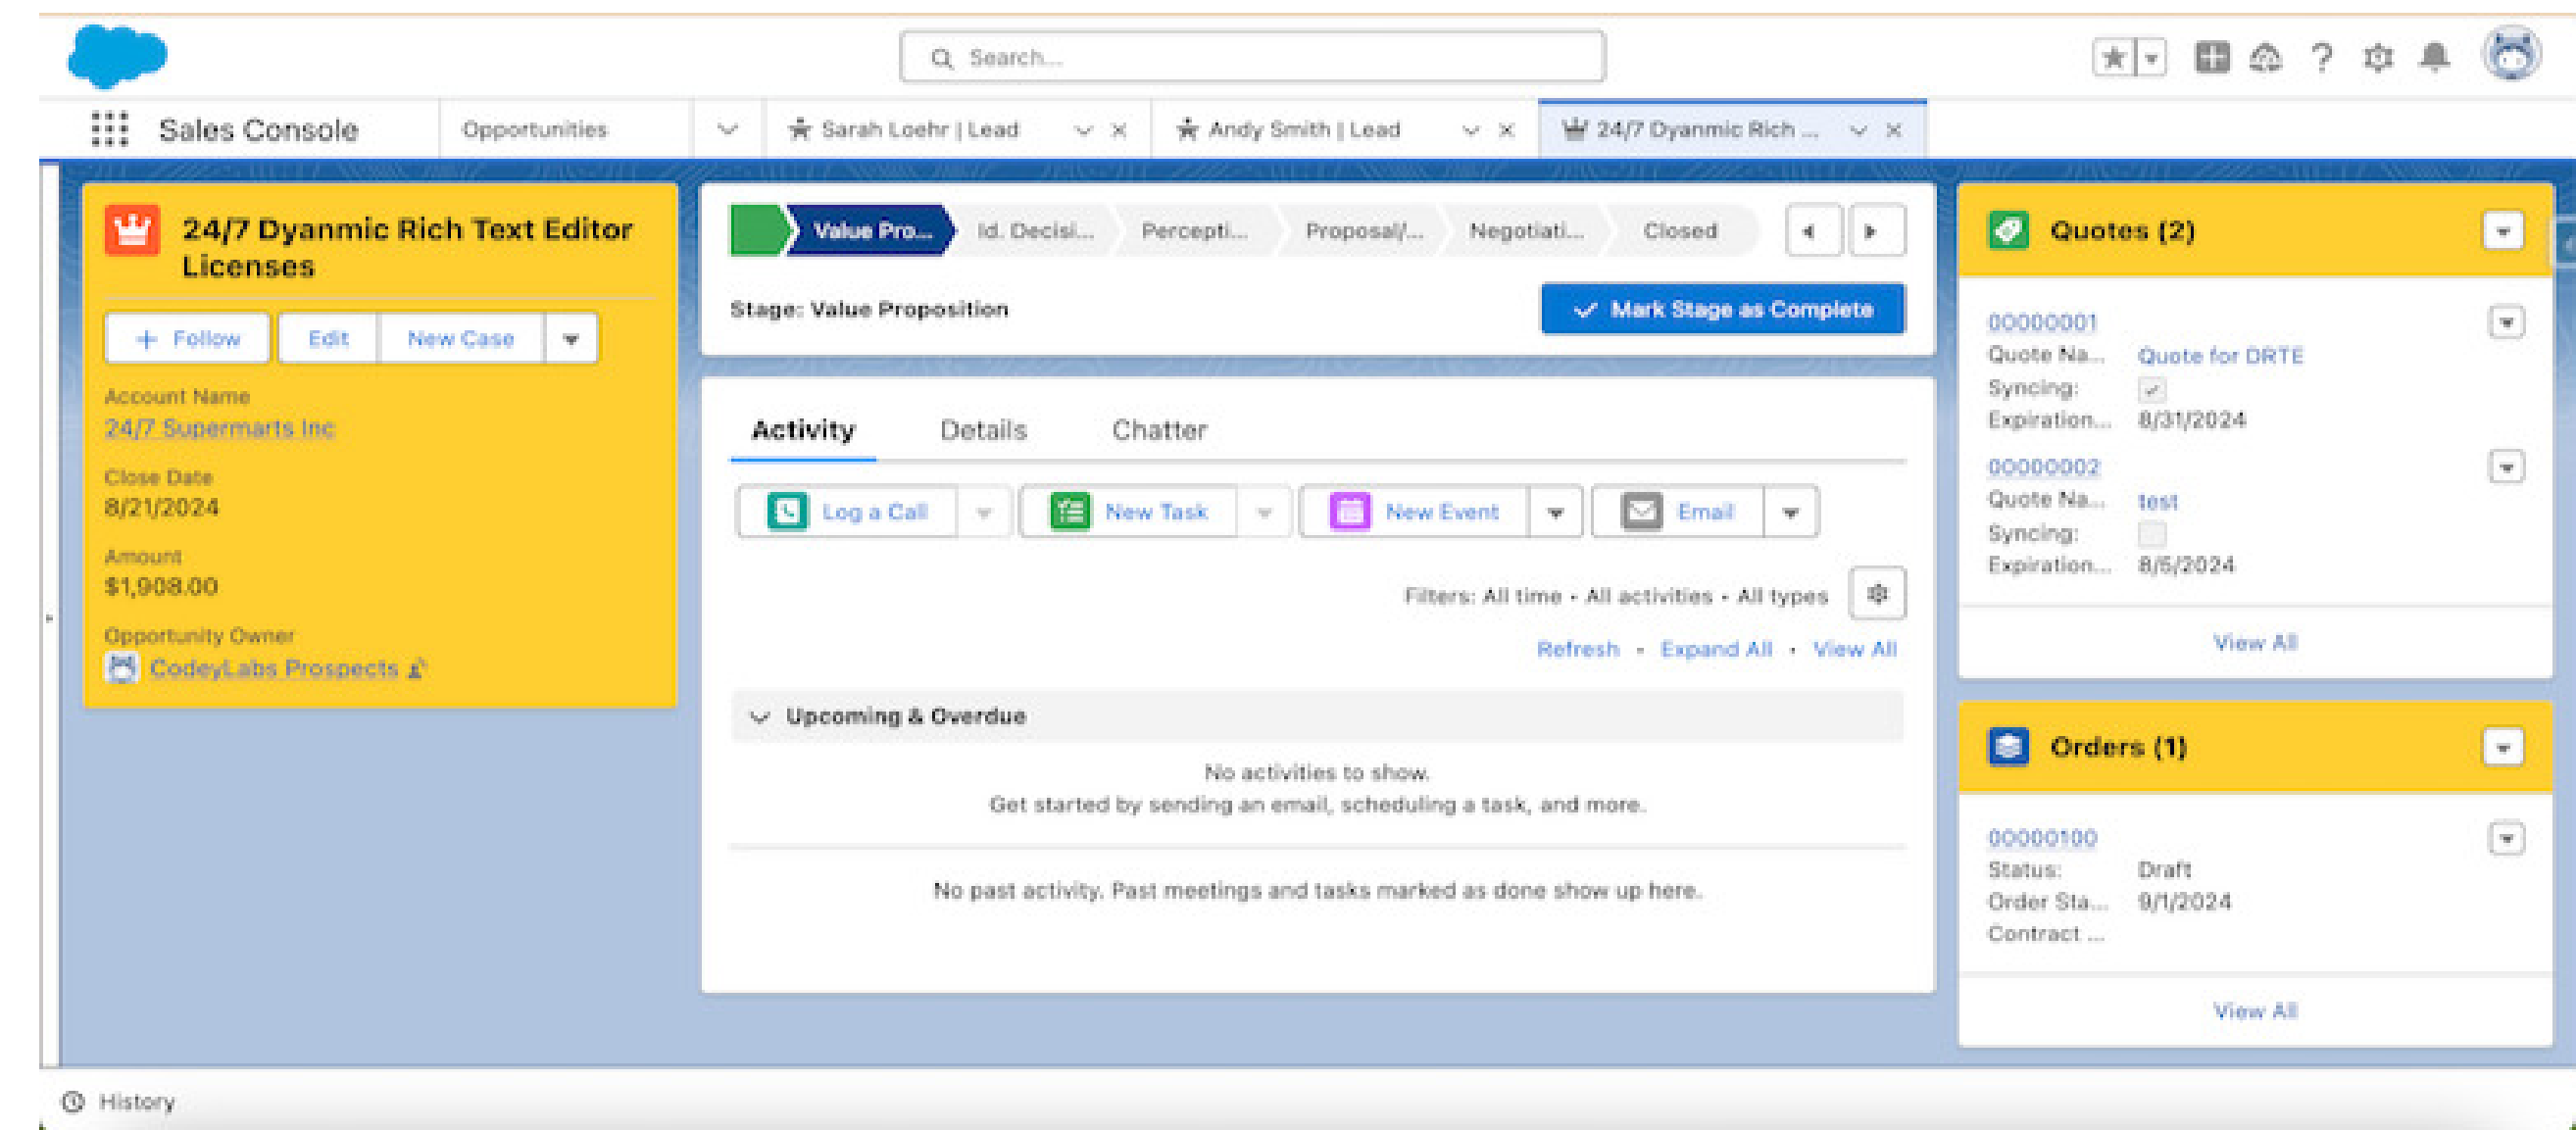 Search...
Sales Console
Opportunities
Sarah Loehr | Lead
Andy Smith | Lead
24/7 Dyanmic Rich ...
24/7 Dyanmic Rich Text Editor
Licenses
+ Follow
Edit
New Case
Account Name
24/7 Supermarts Inc
Close Date
8/21/2024
Amount
$1,908.00
Opportunity Owner
CodeyLabs Prospects
Value Pro...
Id. Decisi...
Percepti...
Proposal/...
Negotiati...
Closed
Stage: Value Proposition
Mark Stage as Complete
Activity
Details
Chatter
Log a Call
New Task
New Event
Email
Filters: All time • All activities • All types
Refresh • Expand All • View All
Upcoming & Overdue
No activities to show.
Get started by sending an email, scheduling a task, and more.
No past activity. Past meetings and tasks marked as done show up here.
Quotes (2)
00000001
Quote Na... Quote for DRTE
Syncing:
Expiration... 8/31/2024
00000002
Quote Na... test
Syncing:
Expiration... 8/5/2024
View All
Orders (1)
00000100
Status: Draft
Order Sta... 9/1/2024
Contract ...
View All
History